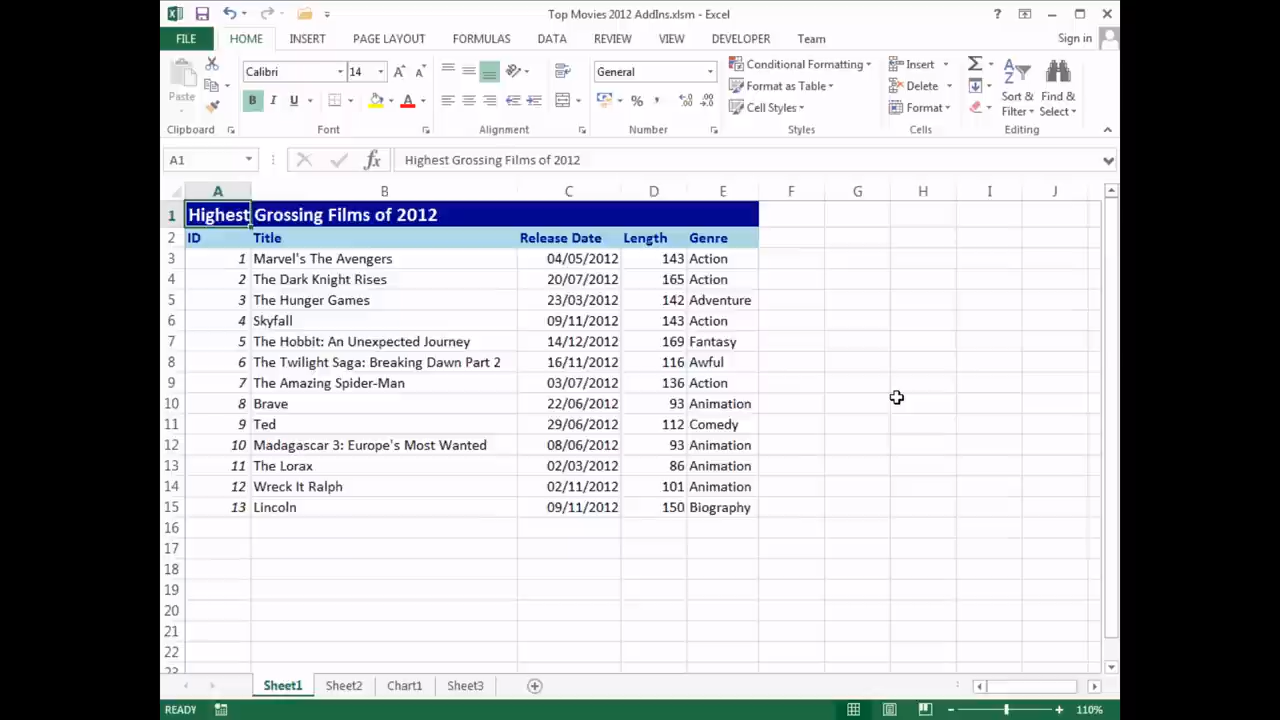 Top Movies 2012 AddIns.xlsm - Excel
FILE HOME INSERT PAGE LAYOUT FORMULAS DATA REVIEW VIEW DEVELOPER Team Sign in
Paste
Calibri 14
B I U A
General
%
Conditional Formatting
Format as Table
Cell Styles
Insert
Delete
Format
Sort & Filter
Find & Select
Clipboard Font Alignment Number Styles Cells Editing
A1 fx Highest Grossing Films of 2012
A B C D E F G H I J
1 Highest Grossing Films of 2012
2 ID Title Release Date Length Genre
3 1 Marvel's The Avengers 04/05/2012 143 Action
4 2 The Dark Knight Rises 20/07/2012 165 Action
5 3 The Hunger Games 23/03/2012 142 Adventure
6 4 Skyfall 09/11/2012 143 Action
7 5 The Hobbit: An Unexpected Journey 14/12/2012 169 Fantasy
8 6 The Twilight Saga: Breaking Dawn Part 2 16/11/2012 116 Awful
9 7 The Amazing Spider-Man 03/07/2012 136 Action
10 8 Brave 22/06/2012 93 Animation
11 9 Ted 29/06/2012 112 Comedy
12 10 Madagascar 3: Europe's Most Wanted 08/06/2012 93 Animation
13 11 The Lorax 02/03/2012 86 Animation
14 12 Wreck It Ralph 02/11/2012 101 Animation
15 13 Lincoln 09/11/2012 150 Biography
16
17
18
19
20
21
22
23
Sheet1 Sheet2 Chart1 Sheet3
READY 110%